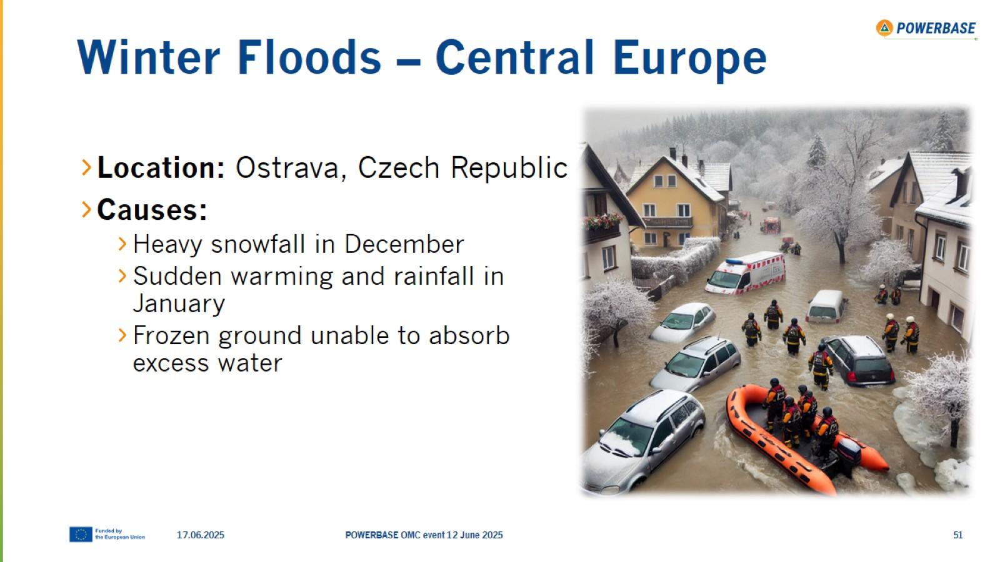 POWERBASE
Winter Floods – Central Europe
Location: Ostrava, Czech Republic
Causes:
Heavy snowfall in December
Sudden warming and rainfall in
January
Frozen ground unable to absorb
excess water
Funded by
the European Union
17.06.2025
POWERBASE OMC event 12 June 2025
51